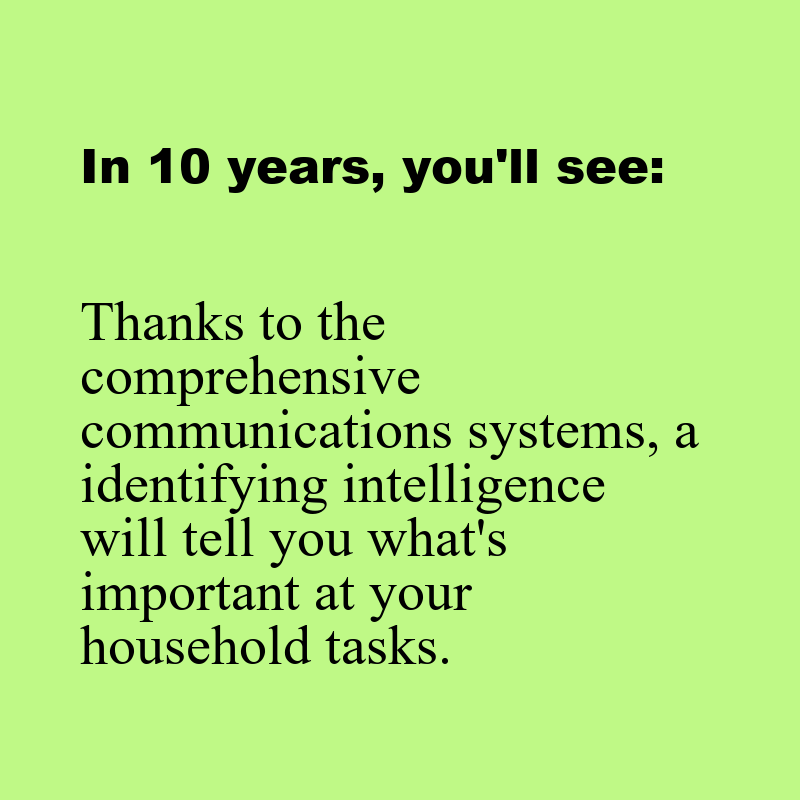 In 10 years, you'll see:
Thanks to the
comprehensive
communications systems, a
identifying intelligence
will tell you what's
important at your
household tasks.